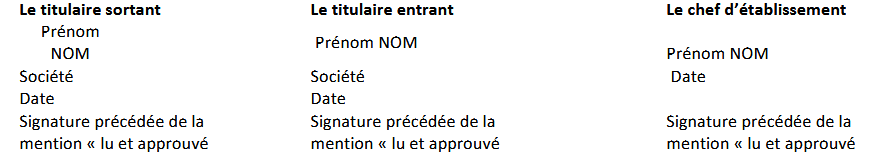 Le titulaire sortant
Prénom
NOM
Société
Date
Signature précédée de la
mention « lu et approuvé
Le titulaire entrant
Prénom NOM
Société
Date
Signature précédée de la
mention « lu et approuvé
Le chef d’établissement
Prénom NOM
Date
Signature précédée de la
mention « lu et approuvé